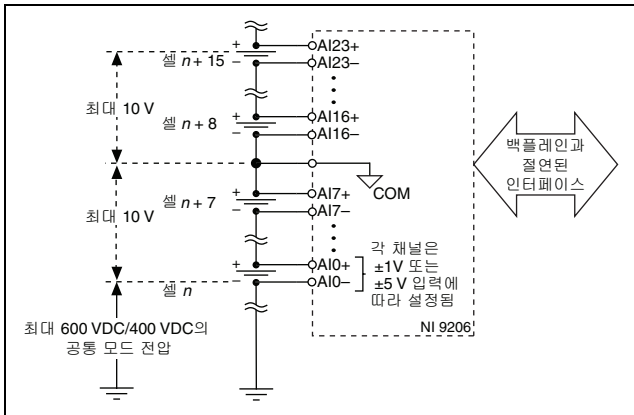 셀 n + 15
+
–
AI23+
AI23–
최대 10 V
셀 n + 8
+
–
AI16+
AI16–
COM
백플레인과
절연된
인터페이스
최대 10 V
셀 n + 7
+
–
AI7+
AI7–
셀 n
+
–
AI0+
AI0–
각 채널은
±1V 또는
±5 V 입력에
따라 설정됨
NI 9206
최대 600 VDC/400 VDC의
공통 모드 전압